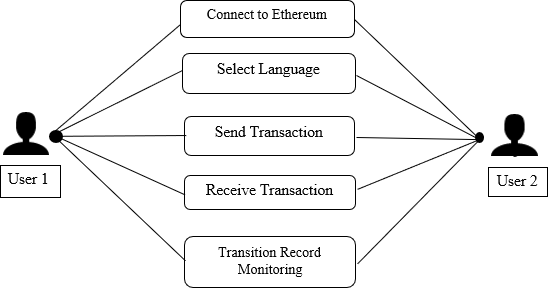 Connect to Ethereum
Select Language
Send Transaction
User 1
User 2
Receive Transaction
Transition Record
Monitoring